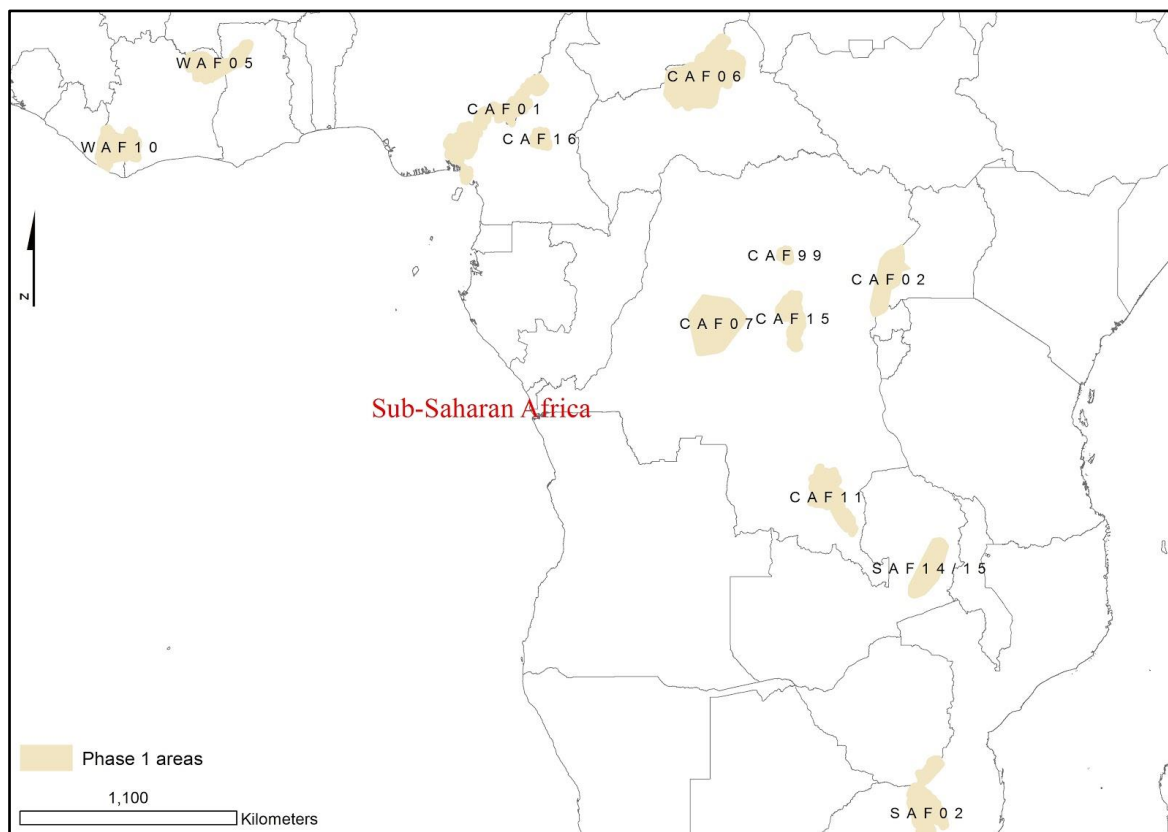 WAF05
CAF06
CAF01
CAF16
WAF10
N
CAF99
CAF02
CAF07
CAF15
Sub-Saharan Africa
CAF11
SAF14/15
Phase 1 areas
1,100
Kilometers
SAF02